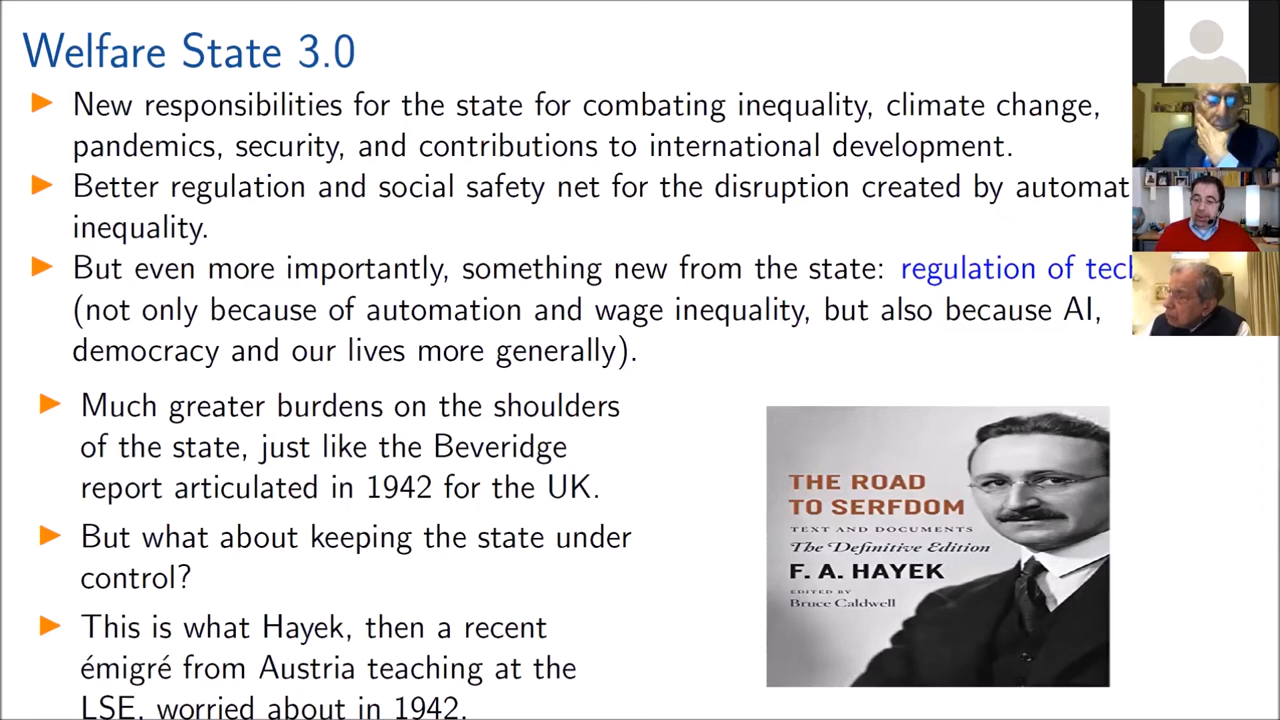 Welfare State 3.0
New responsibilities for the state for combating inequality, climate change,
pandemics, security, and contributions to international development.
Better regulation and social safety net for the disruption created by automat
inequality.
But even more importantly, something new from the state: regulation of tech
(not only because of automation and wage inequality, but also because AI,
democracy and our lives more generally).
Much greater burdens on the shoulders
of the state, just like the Beveridge
report articulated in 1942 for the UK.
But what about keeping the state under
control?
This is what Hayek, then a recent
émigré from Austria teaching at the
LSE, worried about in 1942.
THE ROAD
TO SERFDOM
TEXT AND DOCUMENTS
The Definitive Edition
F. A. HAYEK
EDITED BY
Bruce Caldwell